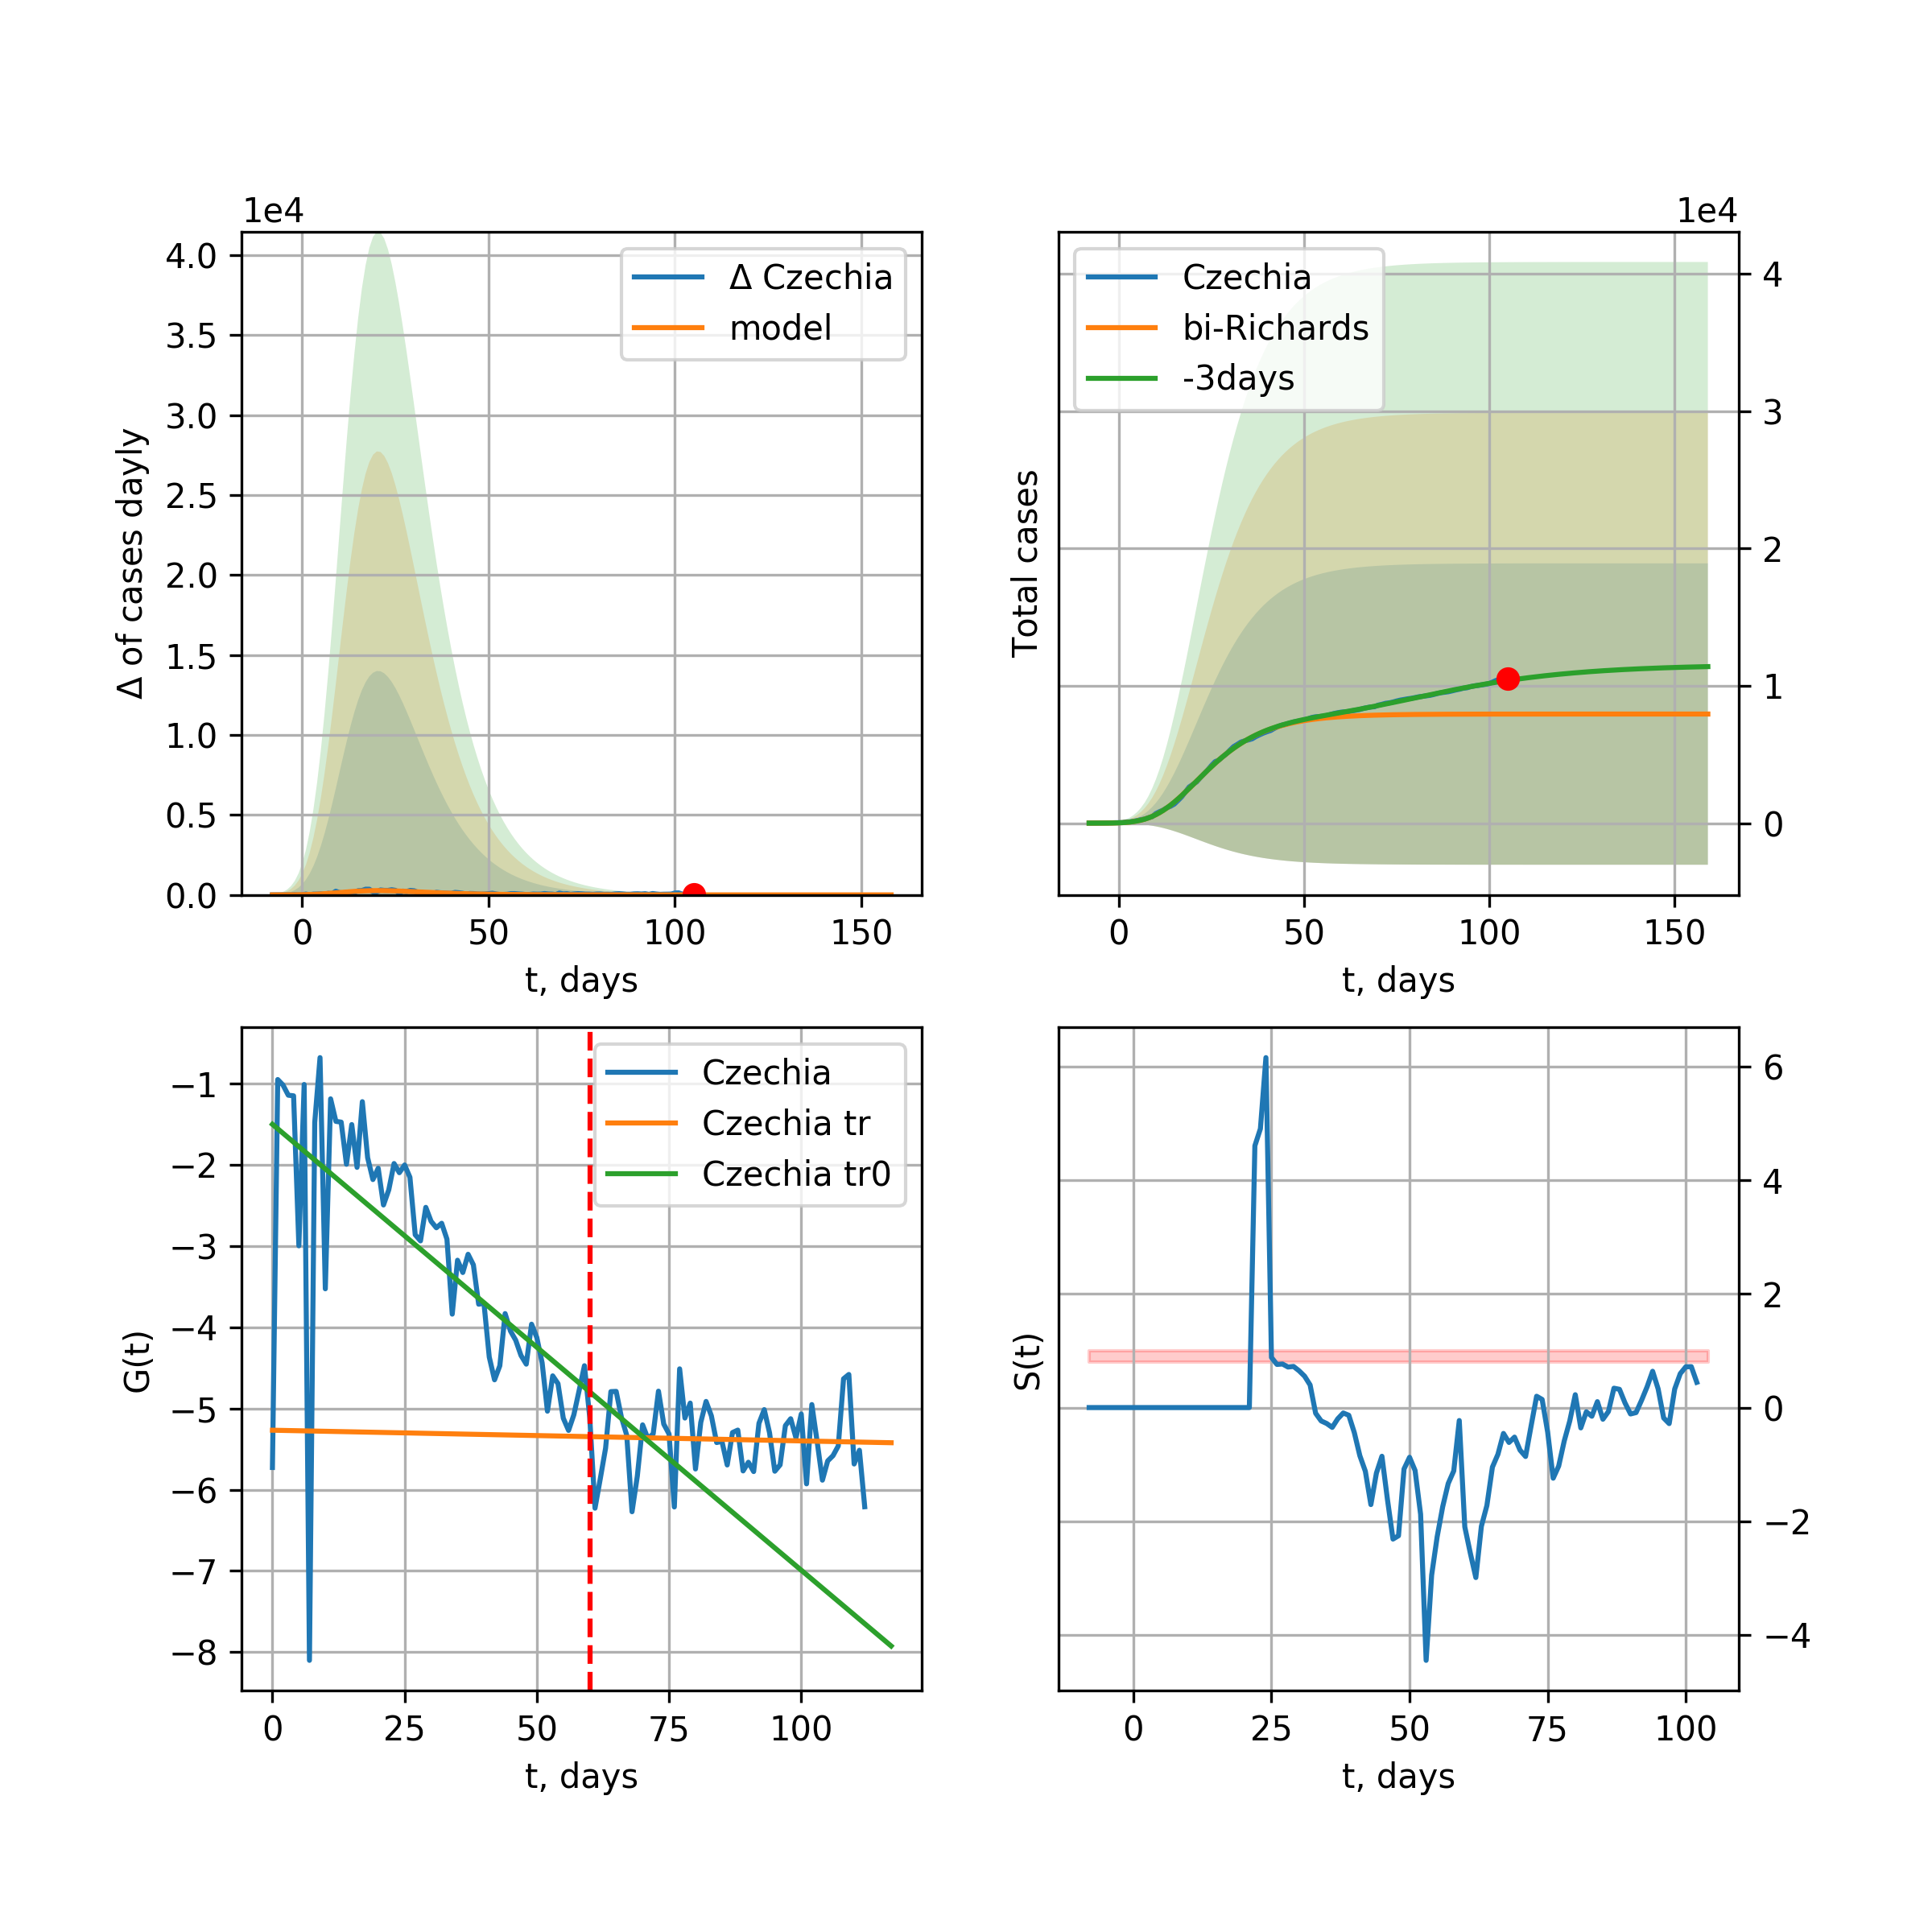 1e4
4.0
3.5
3.0
2.5
2.0
1.5
1.0
0.5
0.0
Δ of cases dayly
Δ Czechia
model
0 50 100 150
t, days
1e4
Czechia
bi-Richards
-3days
Total cases
4
3
2
1
0
0 50 100 150
t, days
−1
−2
−3
−4
−5
−6
−7
−8
G(t)
Czechia
Czechia tr
Czechia tr0
0 25 50 75 100
t, days
S(t)
6
4
2
0
−2
−4
0 25 50 75 100
t, days